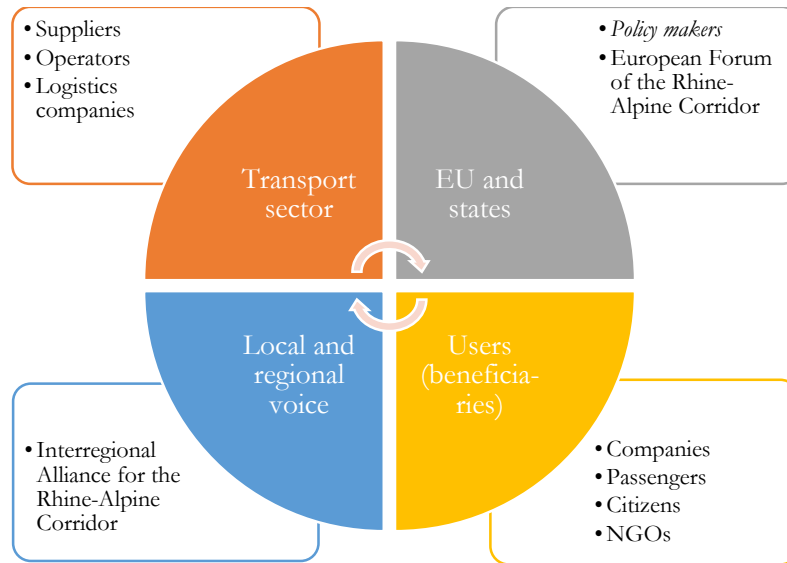 • Suppliers
• Operators
• Logistics
companies
• Policy makers
• European Forum
of the Rhine-
Alpine Corridor
Transport
sector
EU and
states
Local and
regional
voice
Users
(beneficia-
ries)
• Interregional
Alliance for the
Rhine-Alpine
Corridor
• Companies
• Passengers
• Citizens
• NGOs